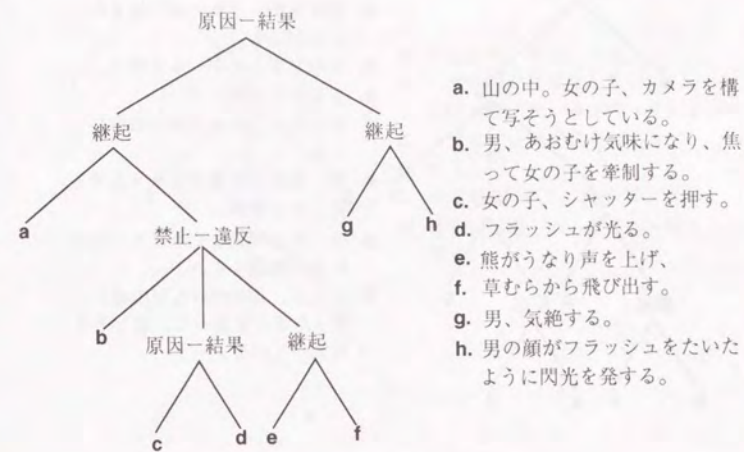 原因ー結果
継起
継起
a
禁止ー違反
g
h
b
原因ー結果
継起
c
d
e
f
a. 山の中。女の子、カメラを構
て写そうとしている。
b. 男、あおむけ気味になり、焦
って女の子を牽制する。
c. 女の子、シャッターを押す。
d. フラッシュが光る。
e. 熊がうなり声を上げ、
f. 草むらから飛び出す。
g. 男、気絶する。
h. 男の顔がフラッシュをたいた
ように閃光を発する。